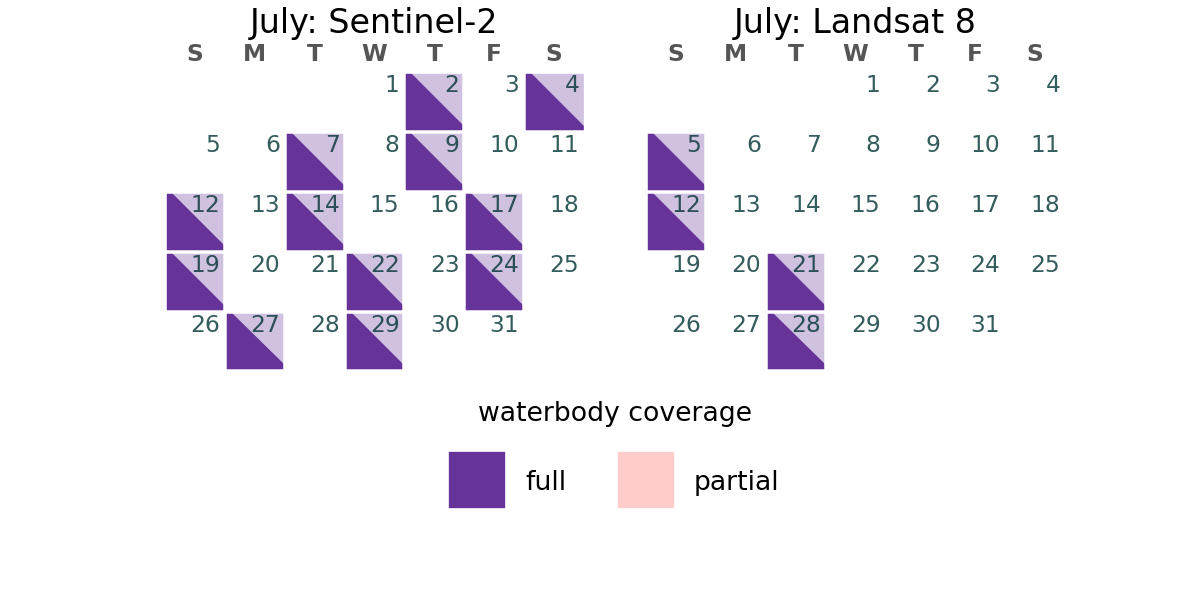 July: Sentinel-2
S M T W T F S
1 2 3 4
5 6 7 8 9 10 11
12 13 14 15 16 17 18
19 20 21 22 23 24 25
26 27 28 29 30 31
July: Landsat 8
S M T W T F S
1 2 3 4
5 6 7 8 9 10 11
12 13 14 15 16 17 18
19 20 21 22 23 24 25
26 27 28 29 30 31
waterbody coverage
full partial